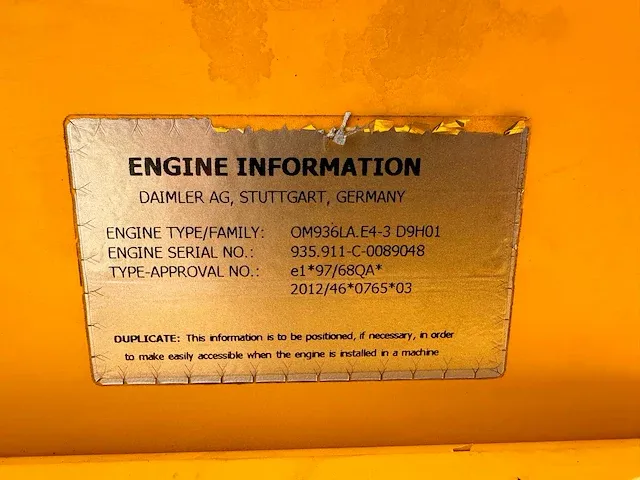 ENGINE INFORMATION
DAIMLER AG, STUTTGART, GERMANY
ENGINE TYPE/FAMILY: OM936LA.E4-3 D9H01
ENGINE SERIAL NO.: 935.911-C-0089048
TYPE-APPROVAL NO.: e1*97/68QA*
2012/46*0765*03
DUPLICATE: This information is to be positioned, if necessary, in order
to make easily accessible when the engine is installed in a machine